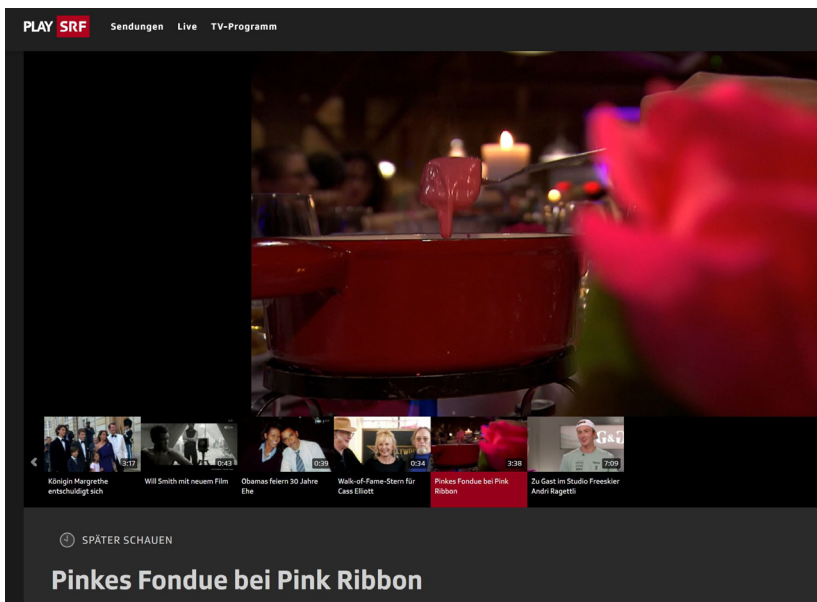 PLAY SRF Sendungen Live TV-Programm
3:17
0:43
0:39
0:34
3:38
G&G
7:09
Königin Margrethe
entschuldigt sich
Will Smith mit neuem Film
Obamas feiern 30 Jahre
Ehe
Walk-of-Fame-Stern für
Cass Elliott
Pinkes Fondue bei Pink
Ribbon
Zu Gast im Studio Freeskier
Andri Ragettli
SPÄTER SCHAUEN
Pinkes Fondue bei Pink Ribbon